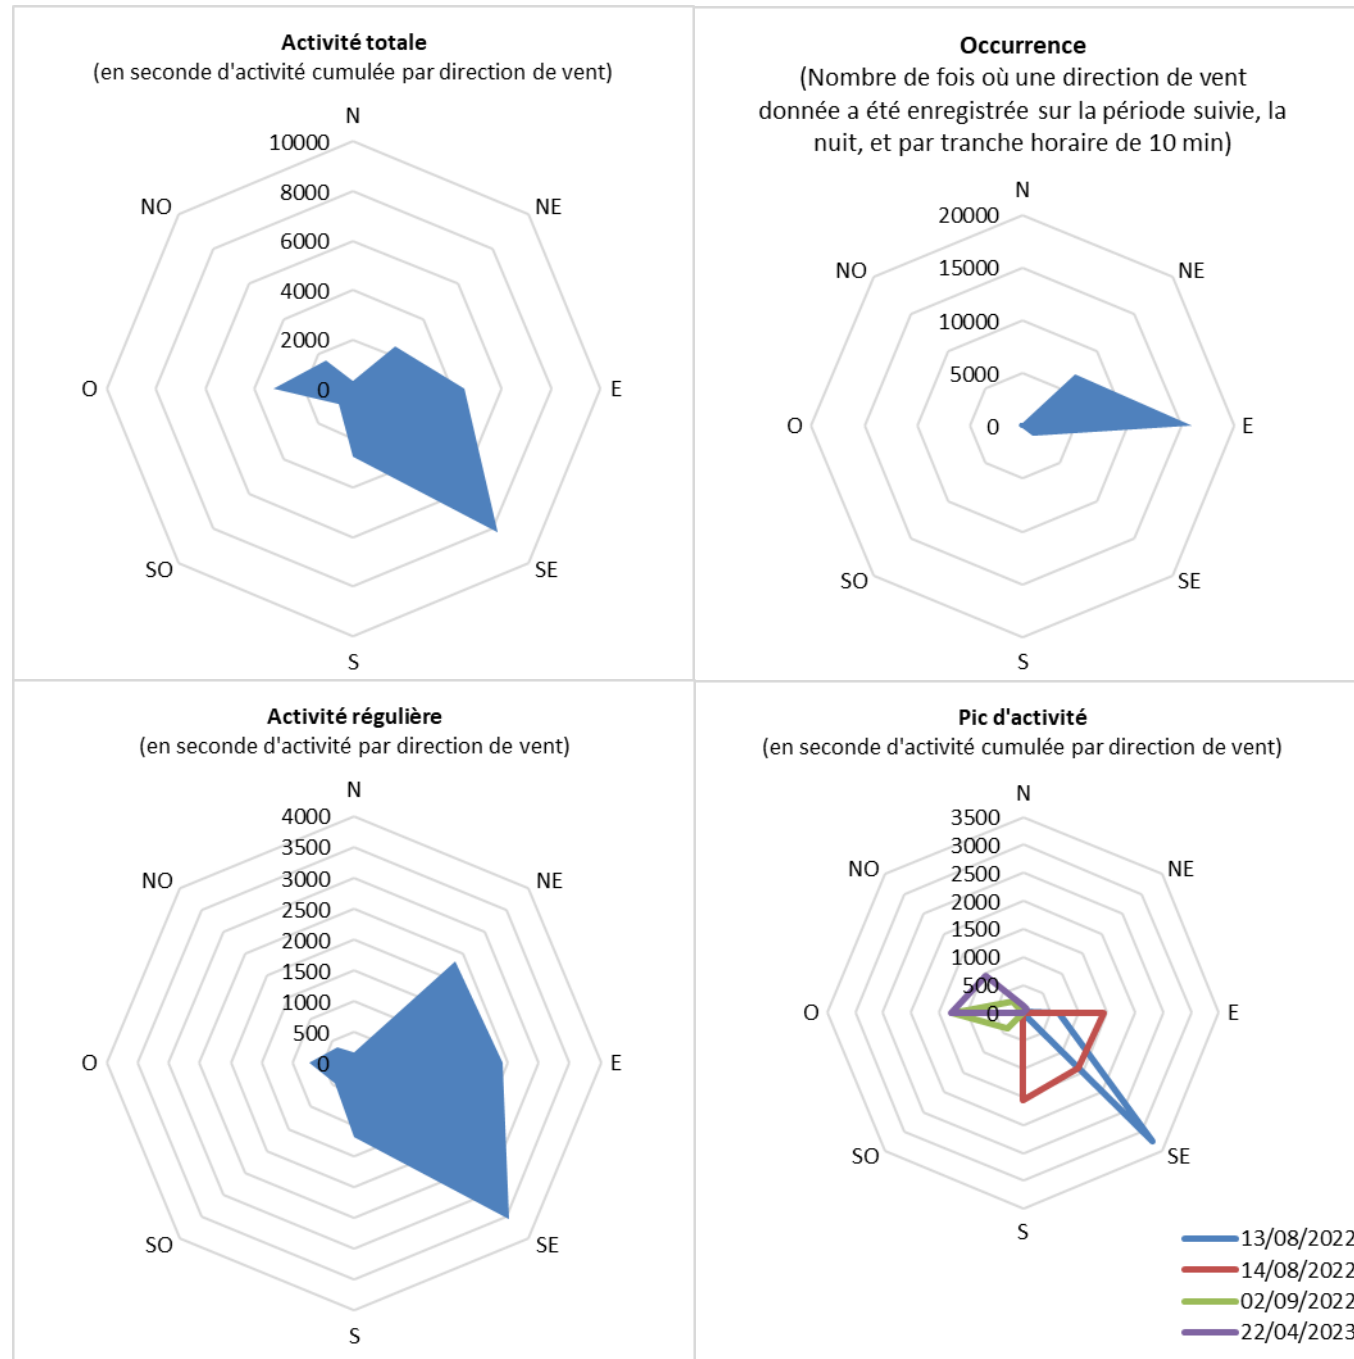 Activité totale
(en seconde d'activité cumulée par direction de vent)
N
10000
8000
6000
4000
2000
0
NO
NE
O
E
SO
SE
S
Occurrence
(Nombre de fois où une direction de vent
donnée a été enregistrée sur la période suivie, la
nuit, et par tranche horaire de 10 min)
N
20000
15000
10000
5000
0
NO
NE
O
E
SO
SE
S
Activité régulière
(en seconde d'activité par direction de vent)
N
4000
3500
3000
2500
2000
1500
1000
500
0
NO
NE
O
E
SO
SE
S
Pic d'activité
(en seconde d'activité cumulée par direction de vent)
N
3500
3000
2500
2000
1500
1000
500
0
NO
NE
O
E
SO
SE
S
13/08/2022
14/08/2022
02/09/2022
22/04/2023